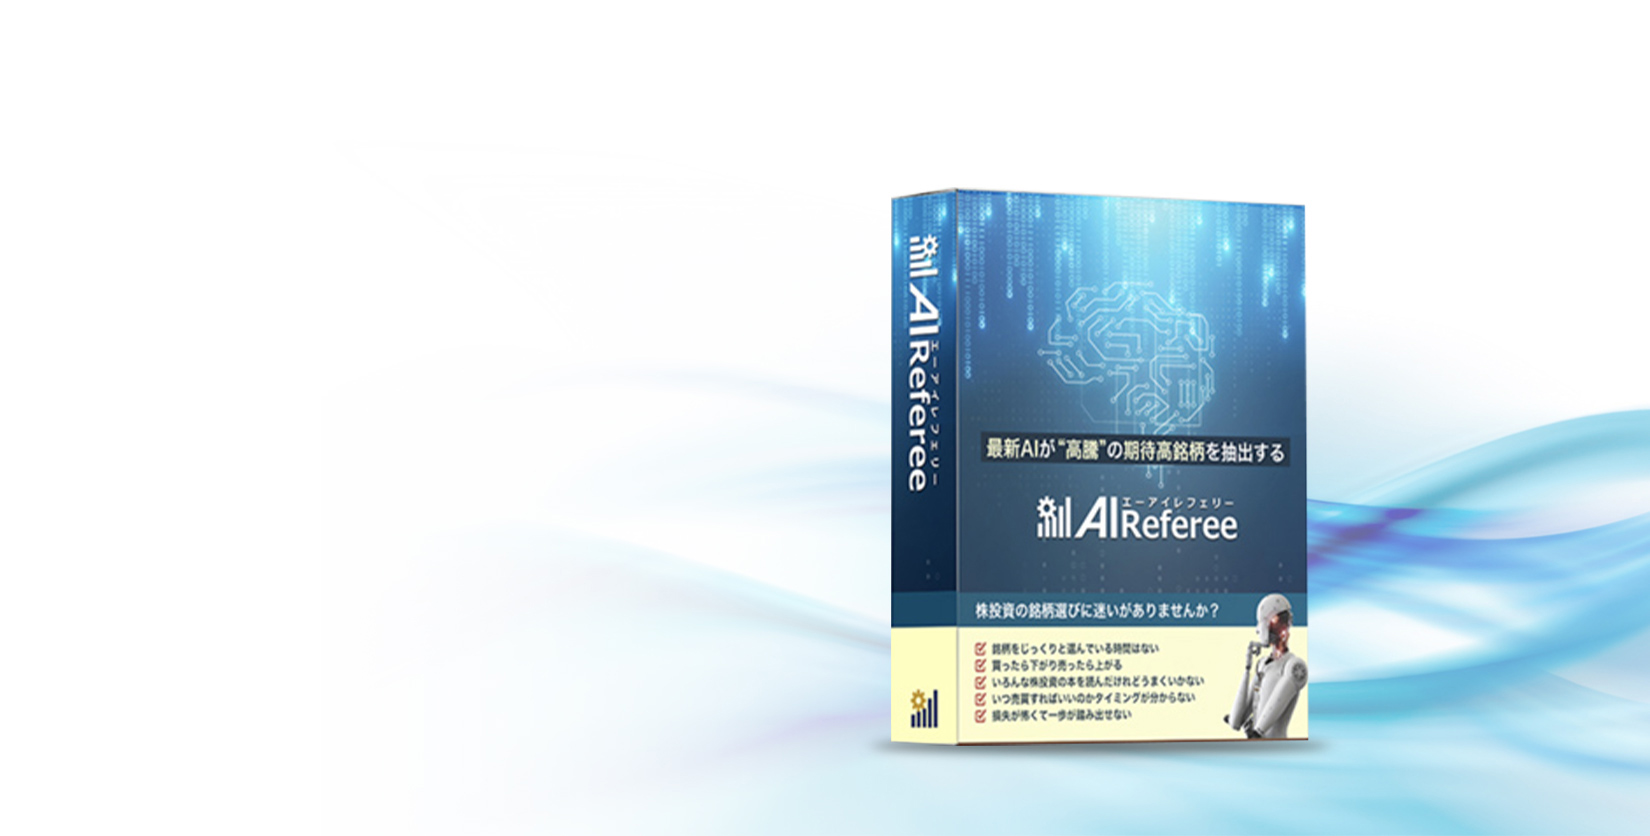 AI Referee
エーアイレフェリー
最新AIが“高騰”の期待高銘柄を抽出する
エーアイレフェリー
AI Referee
株投資の銘柄選びに迷いがありませんか？
銘柄をじっくりと選んでいる時間はない
買ったら下がり売ったら上がる
いろんな株投資の本を読んだけれどうまくいかない
いつ売買すればいいのかタイミングが分からない
損失が怖くて一歩が踏み出せない